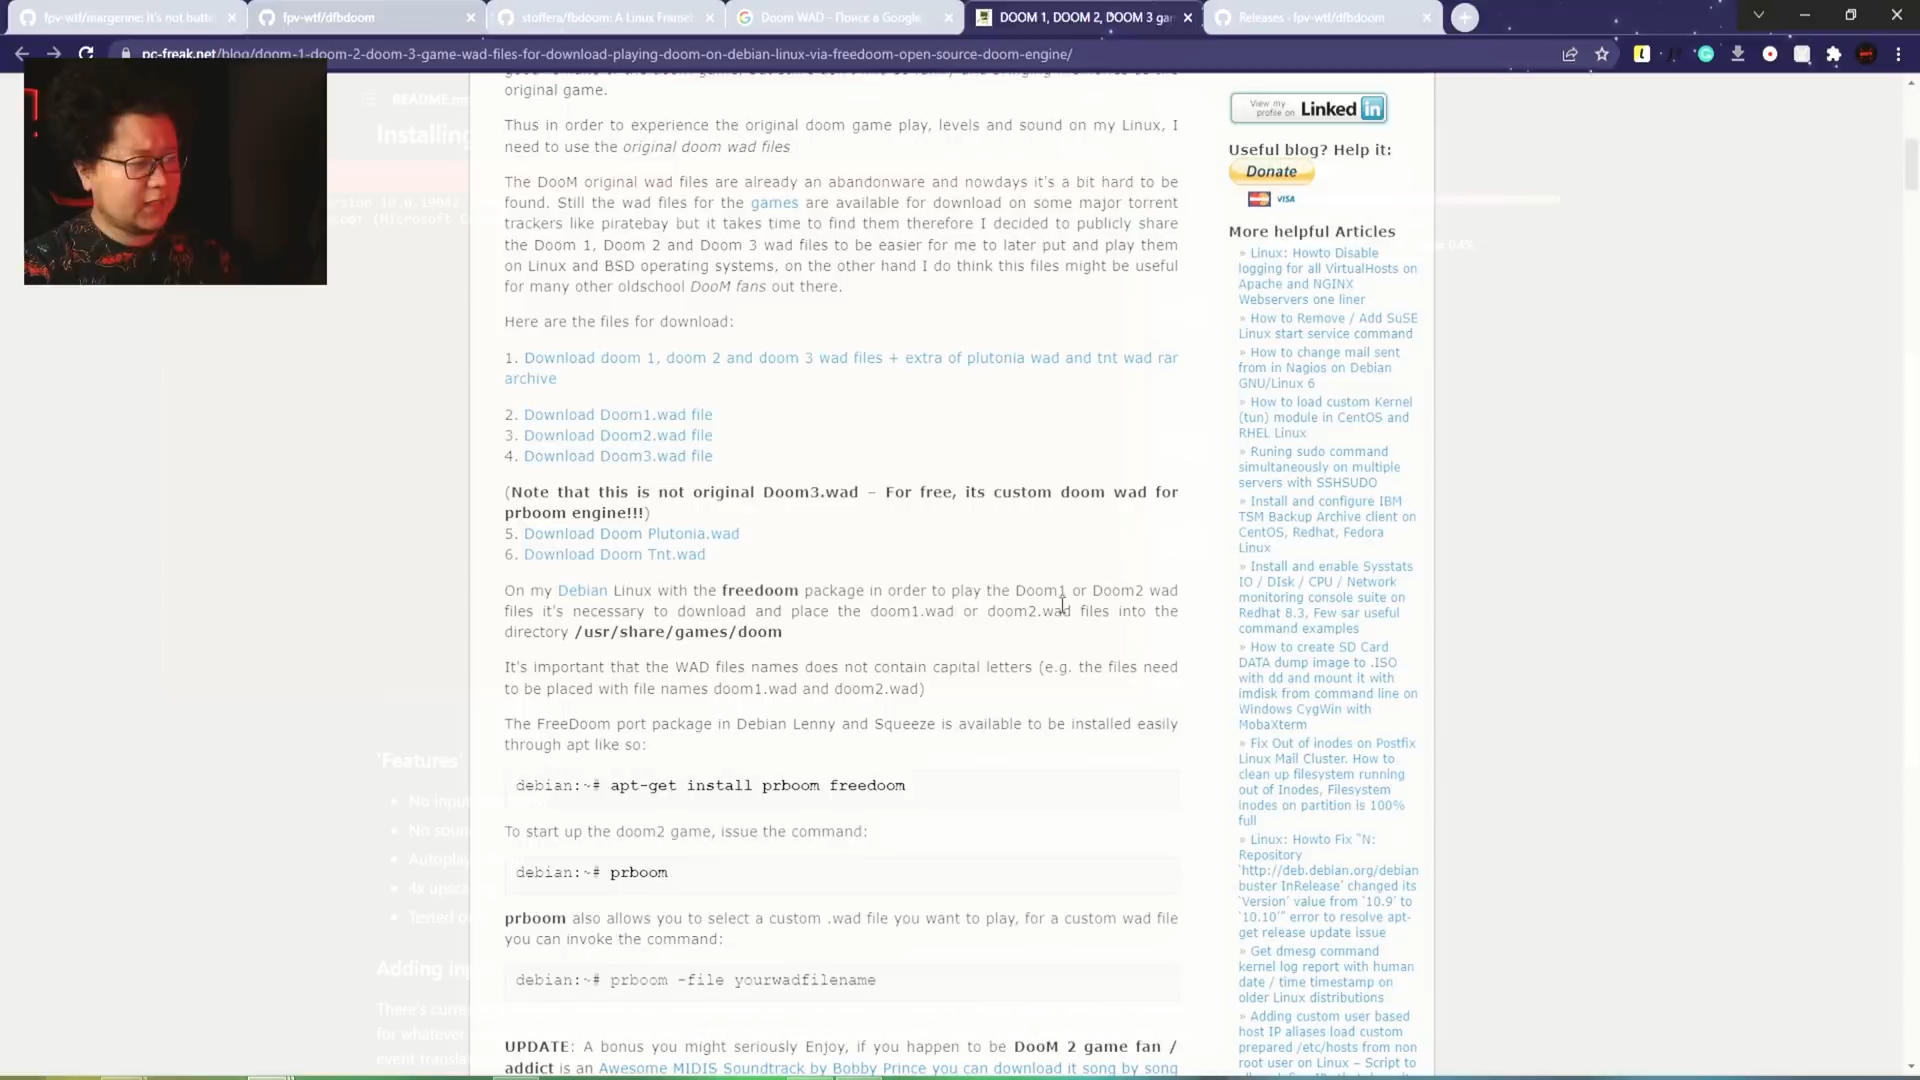 fpv-wtf/margerine: It's not butte
fpv-wtf/dfbdoom
stoffera/fbdoom: A Linux Frame
Doom WAD - Поиск в Google
DOOM 1, DOOM 2, DOOM 3 ga
Releases · fpv-wtf/dfbdoom
pc-freak.net/blog/doom-1-doom-2-doom-3-game-wad-files-for-download-playing-doom-on-debian-linux-via-freedoom-open-source-doom-engine/
README.m
Installing
original game.
Thus in order to experience the original doom game play, levels and sound on my Linux, I
need to use the original doom wad files
The DooM original wad files are already an abandonware and nowdays it's a bit hard to be
found. Still the wad files for the games are available for download on some major torrent
trackers like piratebay but it takes time to find them therefore I decided to publicly share
the Doom 1, Doom 2 and Doom 3 wad files to be easier for me to later put and play them
on Linux and BSD operating systems, on the other hand I do think this files might be useful
for many other oldschool DooM fans out there.
Here are the files for download:
1. Download doom 1, doom 2 and doom 3 wad files + extra of plutonia wad and tnt wad rar
archive
2. Download Doom1.wad file
3. Download Doom2.wad file
4. Download Doom3.wad file
(Note that this is not original Doom3.wad – For free, its custom doom wad for
prboom engine!!!)
5. Download Doom Plutonia.wad
6. Download Doom Tnt.wad
On my Debian Linux with the freedoom package in order to play the Doom1 or Doom2 wad
files it's necessary to download and place the doom1.wad or doom2.wad files into the
directory /usr/share/games/doom
It's important that the WAD files names does not contain capital letters (e.g. the files need
to be placed with file names doom1.wad and doom2.wad)
The FreeDoom port package in Debian Lenny and Squeeze is available to be installed easily
through apt like so:
debian:~# apt-get install prboom freedoom
To start up the doom2 game, issue the command:
debian:~# prboom
prboom also allows you to select a custom .wad file you want to play, for a custom wad file
you can invoke the command:
debian:~# prboom -file yourwadfilename
UPDATE: A bonus you might seriously Enjoy, if you happen to be DooM 2 game fan /
addict is an Awesome MIDIS Soundtrack by Bobby Prince you can download it song by song
'Features'
No input
No soun
Autoplay
4x upsc
Tested o
Adding in
There's curre
for whatever
event transla
View my
profile on Linked in
Useful blog? Help it:
Donate
VISA
More helpful Articles
» Linux: Howto Disable
logging for all VirtualHosts on
Apache and NGINX
Webservers one liner
» How to Remove / Add SuSE
Linux start service command
» How to change mail sent
from in Nagios on Debian
GNU/Linux 6
» How to load custom Kernel
(tun) module in CentOS and
RHEL Linux
» Runing sudo command
simultaneously on multiple
servers with SSHSUDO
» Install and configure IBM
TSM Backup Archive client on
CentOS, Redhat, Fedora
Linux
» Install and enable Sysstats
IO / DIsk / CPU / Network
monitoring console suite on
Redhat 8.3, Few sar useful
command examples
» How to create SD Card
DATA dump image to .ISO
with dd and mount it with
imdisk from command line on
Windows CygWin with
MobaXterm
» Fix Out of inodes on Postfix
Linux Mail Cluster. How to
clean up filesystem running
out of Inodes, Filesystem
inodes on partition is 100%
full
» Linux: Howto Fix "N:
Repository
'http://deb.debian.org/debian
buster InRelease' changed its
'Version' value from '10.9' to
'10.10'" error to resolve apt-
get release update issue
» Get dmesg command
kernel log report with human
date / time timestamp on
older Linux distributions
» Adding custom user based
host IP aliases load custom
prepared /etc/hosts from non
root user on Linux – Script to